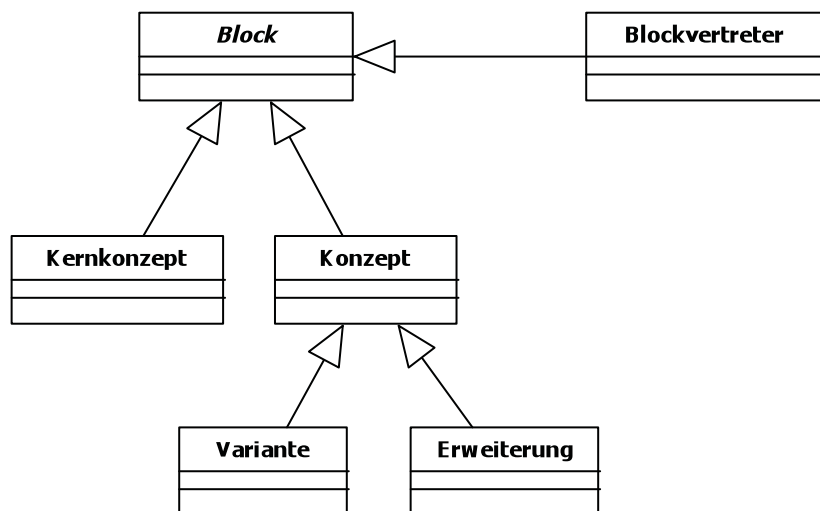 Block
Blockvertreter
Kernkonzept
Konzept
Variante
Erweiterung